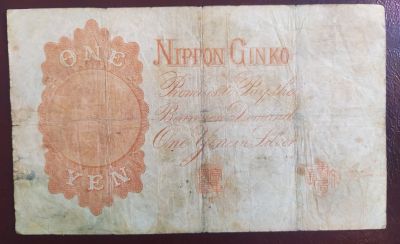 ONE
YEN
NIPPON GINKO
Promises to Pay the
Bearer on Demand
One Yen in Silver